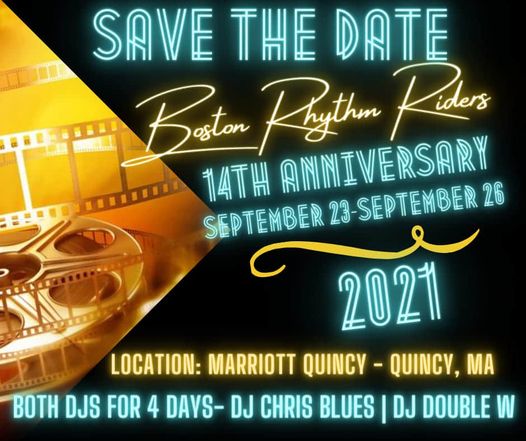 SAVE THE DATE
Boston Rhythm Riders
14TH ANNIVERSARY
SEPTEMBER 23-SEPTEMBER 26
2021
LOCATION: MARRIOTT QUINCY - QUINCY, MA
BOTH DJS FOR 4 DAYS- DJ CHRIS BLUES | DJ DOUBLE W